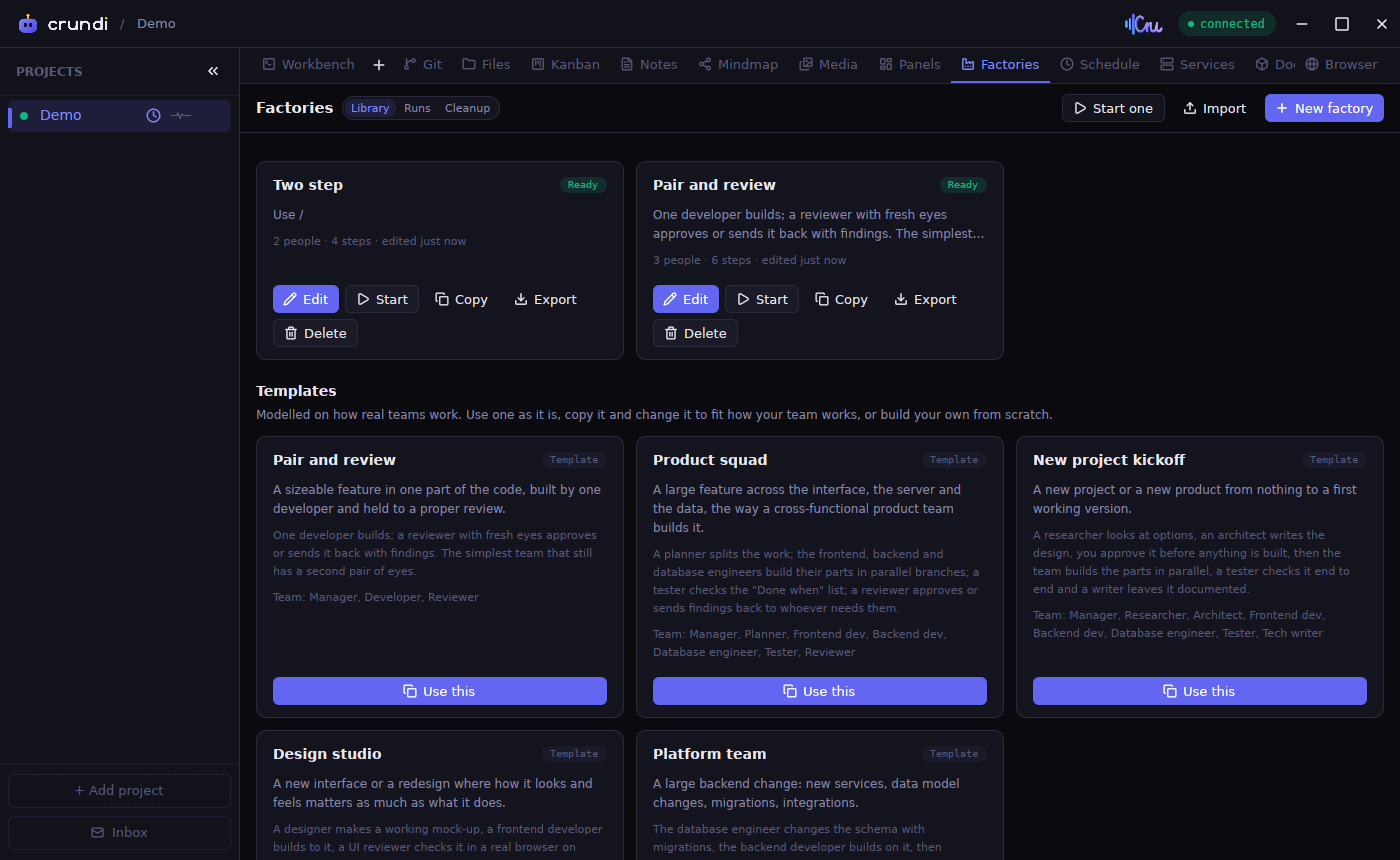 crundi / Demo
Cru
connected
PROJECTS
Demo
+ Add project
Inbox
Workbench
Git
Files
Kanban
Notes
Mindmap
Media
Panels
Factories
Schedule
Services
Browser
Factories
Library
Runs
Cleanup
Start one
Import
New factory
Two step
Ready
Use /
2 people · 4 steps · edited just now
Edit
Start
Copy
Export
Delete
Pair and review
Ready
One developer builds; a reviewer with fresh eyes
approves or sends it back with findings. The simplest…
3 people · 6 steps · edited just now
Edit
Start
Copy
Export
Delete
Templates
Modelled on how real teams work. Use one as it is, copy it and change it to fit how your team works, or build your own from scratch.
Pair and review
Template
A sizeable feature in one part of the code, built by one
developer and held to a proper review.
One developer builds; a reviewer with fresh eyes approves
or sends it back with findings. The simplest team that still
has a second pair of eyes.
Team: Manager, Developer, Reviewer
Use this
Product squad
Template
A large feature across the interface, the server and
the data, the way a cross-functional product team
builds it.
A planner splits the work; the frontend, backend and
database engineers build their parts in parallel branches; a
tester checks the "Done when" list; a reviewer approves or
sends findings back to whoever needs them.
Team: Manager, Planner, Frontend dev, Backend dev,
Database engineer, Tester, Reviewer
Use this
New project kickoff
Template
A new project or a new product from nothing to a first
working version.
A researcher looks at options, an architect writes the
design, you approve it before anything is built, then the
team builds the parts in parallel, a tester checks it end to
end and a writer leaves it documented.
Team: Manager, Researcher, Architect, Frontend dev,
Backend dev, Database engineer, Tester, Tech writer
Use this
Design studio
Template
A new interface or a redesign where how it looks and
feels matters as much as what it does.
A designer makes a working mock-up, a frontend developer
builds to it, a UI reviewer checks it in a real browser on
Platform team
Template
A large backend change: new services, data model
changes, migrations, integrations.
The database engineer changes the schema with
migrations, the backend developer builds on it, then